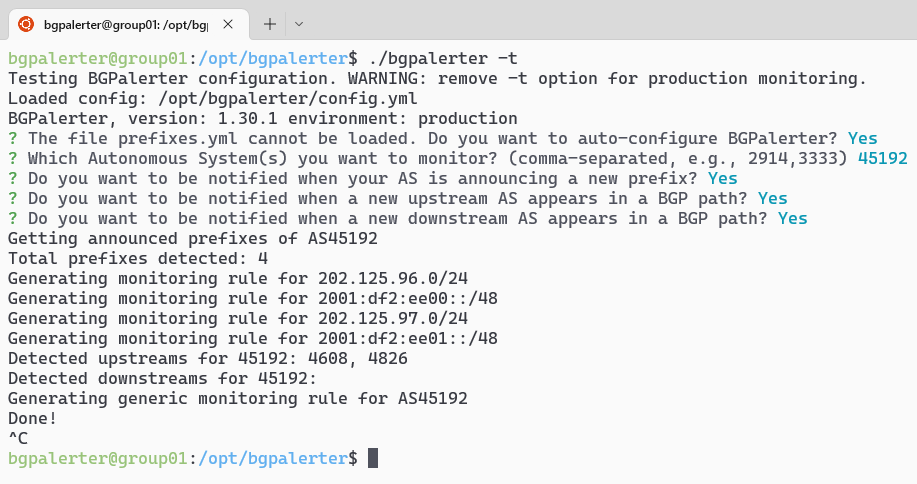 bgpalerter@group01: /opt/bgp
bgpalerter@group01:/opt/bgpalerter$ ./bgpalerter -t
Testing BGPalerter configuration. WARNING: remove -t option for production monitoring.
Loaded config: /opt/bgpalerter/config.yml
BGPalerter, version: 1.30.1 environment: production
? The file prefixes.yml cannot be loaded. Do you want to auto-configure BGPalerter? Yes
? Which Autonomous System(s) you want to monitor? (comma-separated, e.g., 2914,3333) 45192
? Do you want to be notified when your AS is announcing a new prefix? Yes
? Do you want to be notified when a new upstream AS appears in a BGP path? Yes
? Do you want to be notified when a new downstream AS appears in a BGP path? Yes
Getting announced prefixes of AS45192
Total prefixes detected: 4
Generating monitoring rule for 202.125.96.0/24
Generating monitoring rule for 2001:df2:ee00::/48
Generating monitoring rule for 202.125.97.0/24
Generating monitoring rule for 2001:df2:ee01::/48
Detected upstreams for 45192: 4608, 4826
Detected downstreams for 45192:
Generating generic monitoring rule for AS45192
Done!
^C
bgpalerter@group01:/opt/bgpalerter$